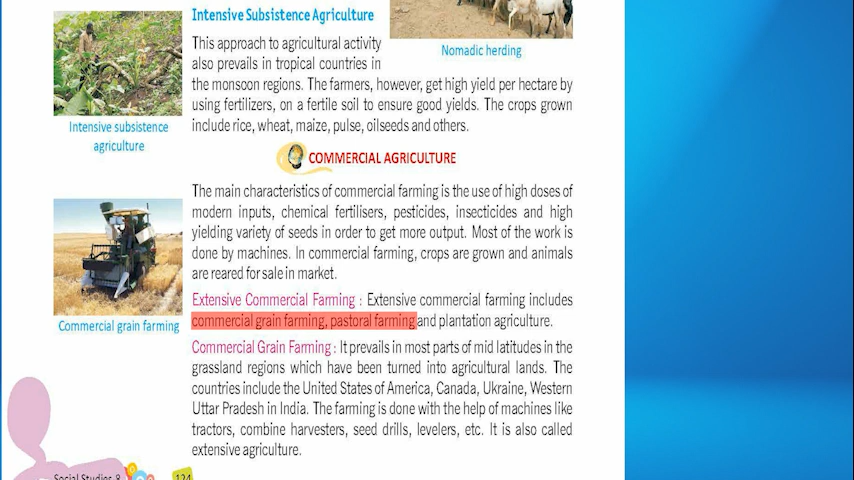 Intensive Subsistence Agriculture
This approach to agricultural activity
also prevails in tropical countries in
the monsoon regions. The farmers, however, get high yield per hectare by
using fertilizers, on a fertile soil to ensure good yields. The crops grown
include rice, wheat, maize, pulse, oilseeds and others.
Nomadic herding
Intensive subsistence
agriculture
COMMERCIAL AGRICULTURE
The main characteristics of commercial farming is the use of high doses of
modern inputs, chemical fertilisers, pesticides, insecticides and high
yielding variety of seeds in order to get more output. Most of the work is
done by machines. In commercial farming, crops are grown and animals
are reared for sale in market.
Extensive Commercial Farming : Extensive commercial farming includes
commercial grain farming, pastoral farming and plantation agriculture.
Commercial grain farming
Commercial Grain Farming : It prevails in most parts of mid latitudes in the
grassland regions which have been turned into agricultural lands. The
countries include the United States of America, Canada, Ukraine, Western
Uttar Pradesh in India. The farming is done with the help of machines like
tractors, combine harvesters, seed drills, levelers, etc. It is also called
extensive agriculture.
Social Studies-8
124